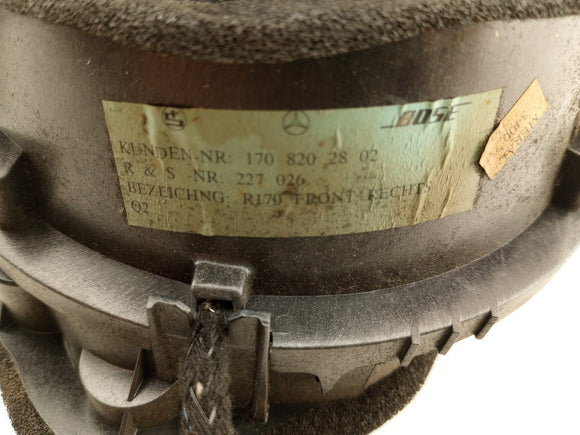 BOSE
KUNDEN-NR: 170 820 28 02
R & S -NR. 227 026
BEZEICHNG: R170 FRONT-RECHTS
Q2